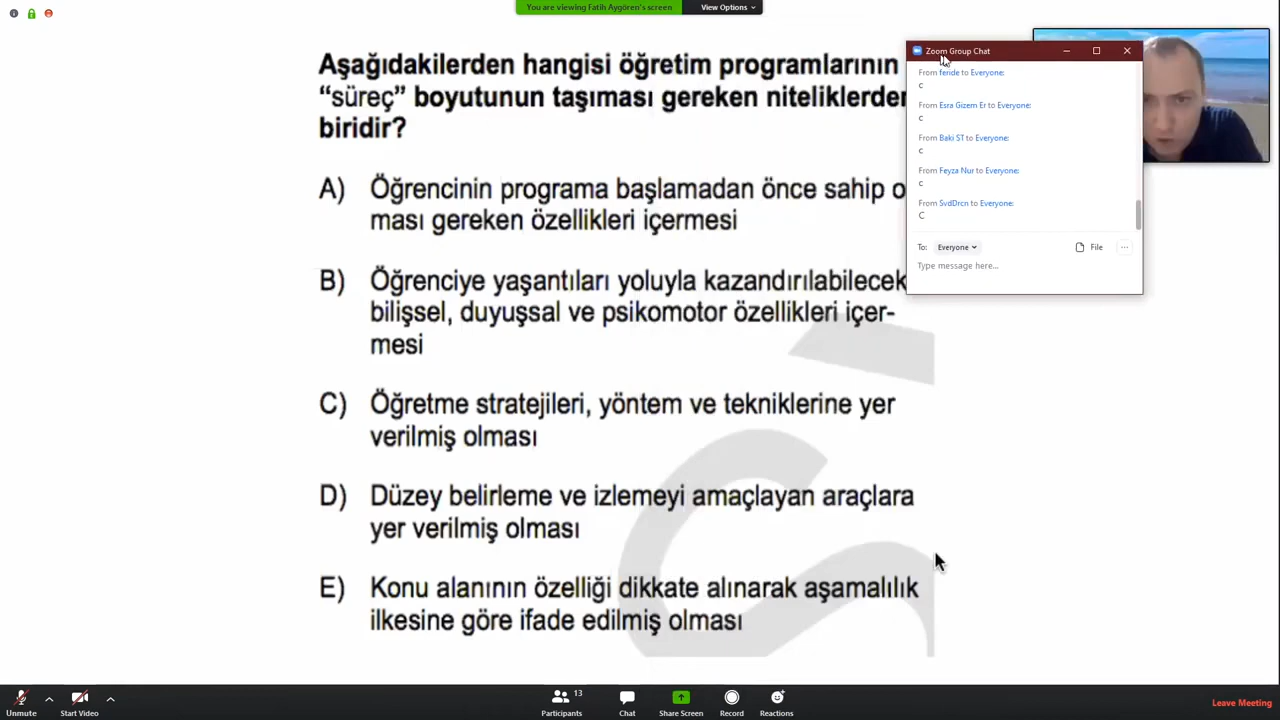 You are viewing Fatih Aygören's screen
View Options
Aşağıdakilerden hangisi öğretim programlarının
“süreç” boyutunun taşıması gereken niteliklerden
biridir?
A) Öğrencinin programa başlamadan önce sahip o
ması gereken özellikleri içermesi
B) Öğrenciye yaşantıları yoluyla kazandırılabilecek
bilişsel, duyuşsal ve psikomotor özellikleri içer-
mesi
C) Öğretme stratejileri, yöntem ve tekniklerine yer
verilmiş olması
D) Düzey belirleme ve izlemeyi amaçlayan araçlara
yer verilmiş olması
E) Konu alanının özelliği dikkate alınarak aşamalılık
ilkesine göre ifade edilmiş olması
Zoom Group Chat
From feride to Everyone:
c
From Esra Gizem Er to Everyone:
c
From Baki ST to Everyone:
c
From Feyza Nur to Everyone:
c
From SvdDrcn to Everyone:
C
To: Everyone File
Type message here...
Unmute
Start Video
13
Participants
Chat
Share Screen
Record
Reactions
Leave Meeting